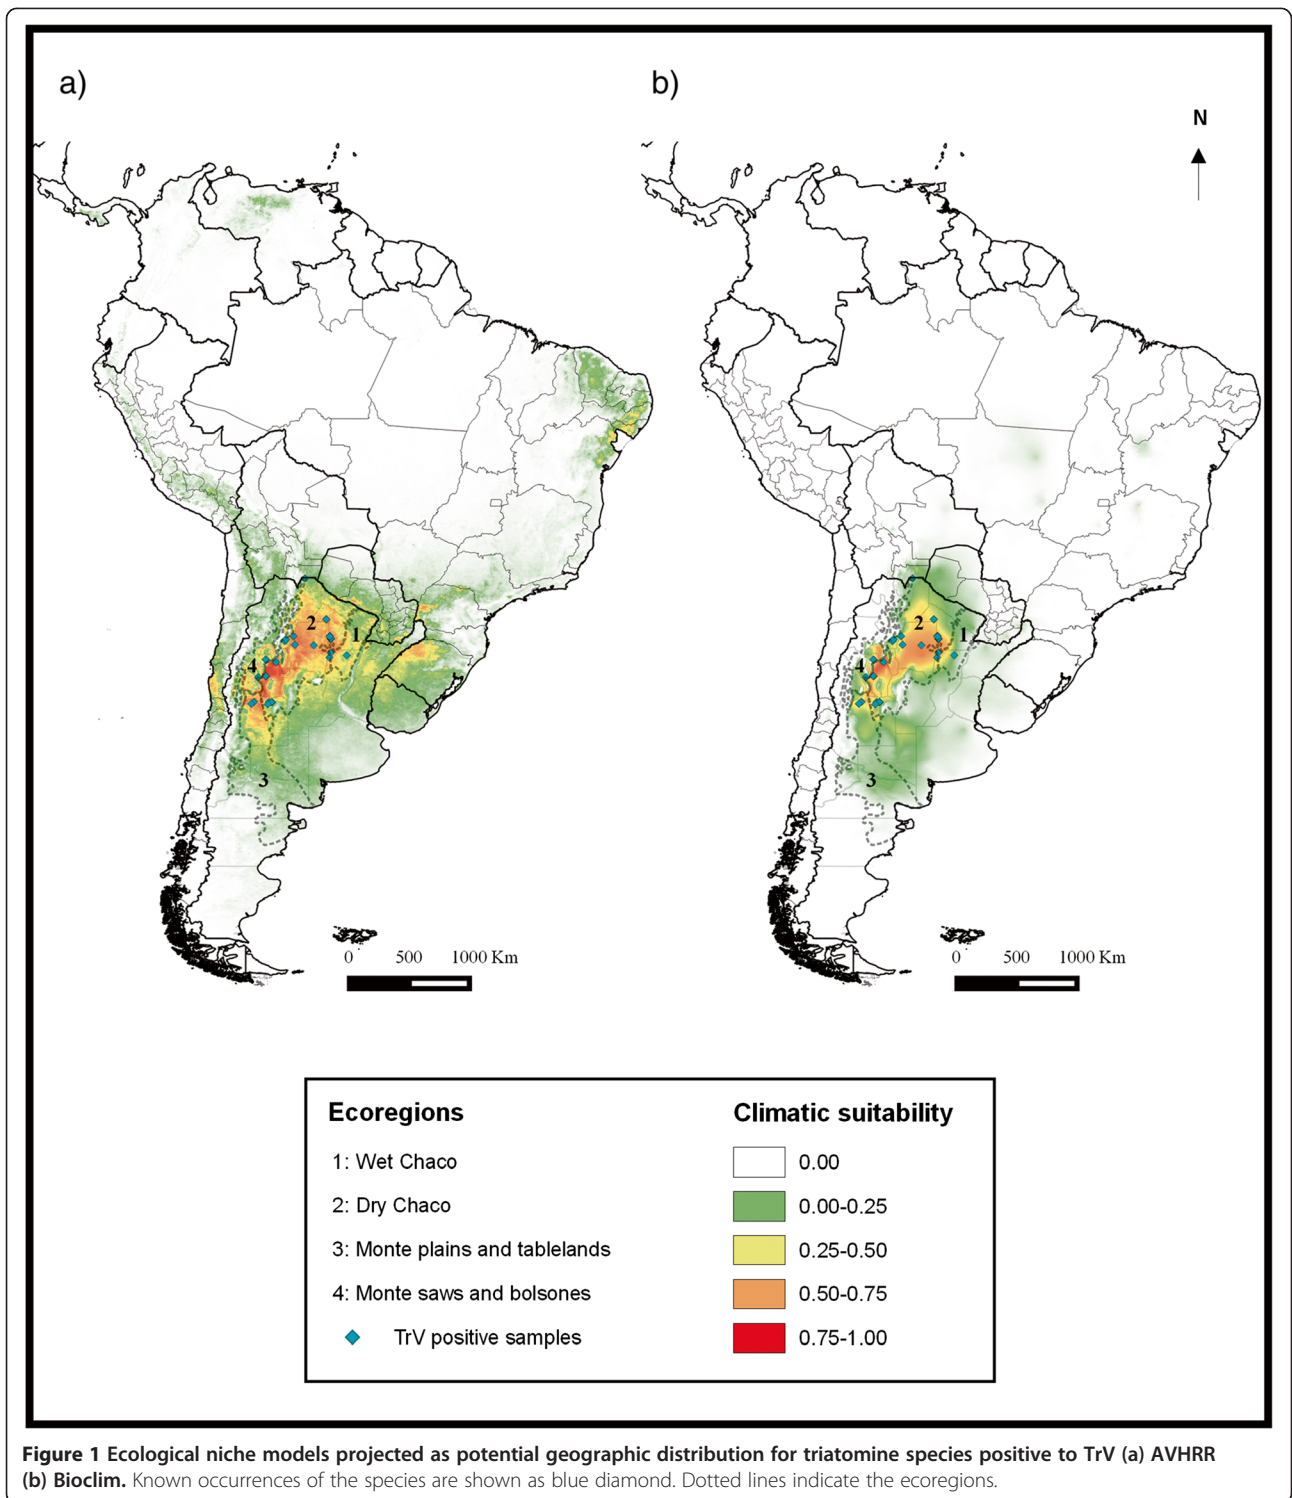 a)
b)
N
2
1
4
3
2
1
4
3
0 500 1000 Km
0 500 1000 Km
Ecoregions
1: Wet Chaco
2: Dry Chaco
3: Monte plains and tablelands
4: Monte saws and bolsones
TrV positive samples
Climatic suitability
0.00
0.00-0.25
0.25-0.50
0.50-0.75
0.75-1.00
Figure 1 Ecological niche models projected as potential geographic distribution for triatomine species positive to TrV (a) AVHRR
(b) Bioclim. Known occurrences of the species are shown as blue diamond. Dotted lines indicate the ecoregions.